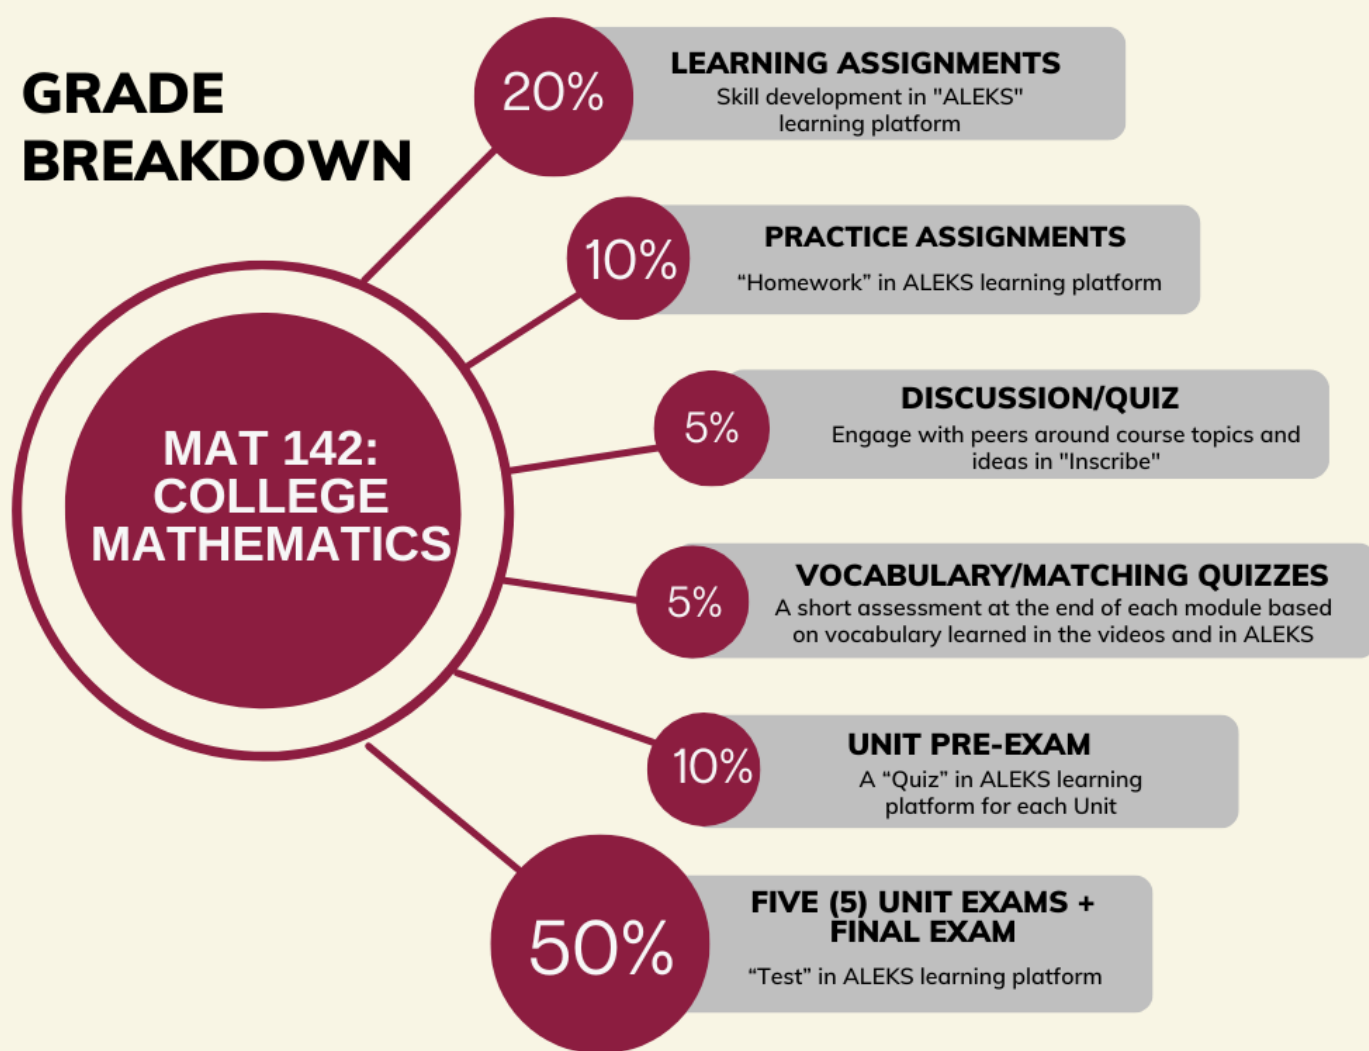 GRADE
BREAKDOWN
MAT 142:
COLLEGE
MATHEMATICS
20%
LEARNING ASSIGNMENTS
Skill development in "ALEKS"
learning platform
10%
PRACTICE ASSIGNMENTS
“Homework” in ALEKS learning platform
5%
DISCUSSION/QUIZ
Engage with peers around course topics and
ideas in "Inscribe"
5%
VOCABULARY/MATCHING QUIZZES
A short assessment at the end of each module based
on vocabulary learned in the videos and in ALEKS
10%
UNIT PRE-EXAM
A “Quiz” in ALEKS learning
platform for each Unit
50%
FIVE (5) UNIT EXAMS +
FINAL EXAM
“Test” in ALEKS learning platform